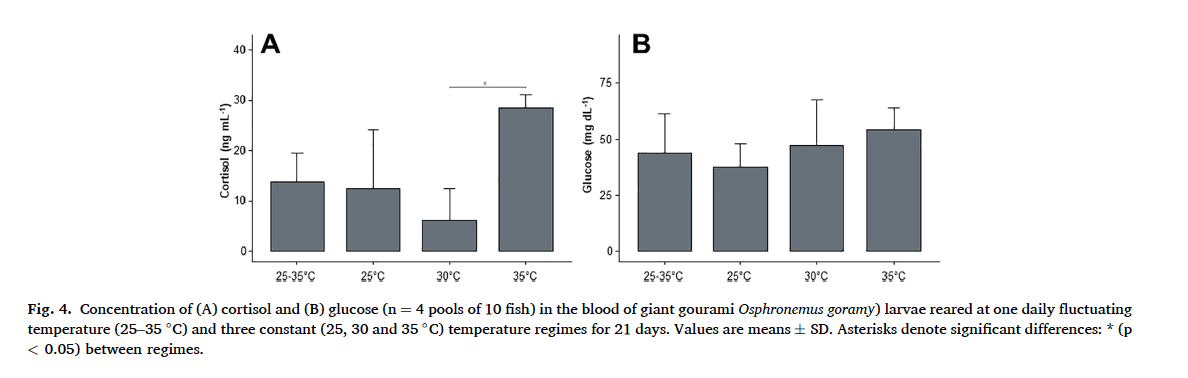 A
B
Cortisol (ng mL⁻¹)
40
30
20
10
0
*
25-35°C 25°C 30°C 35°C
Glucose (mg dL⁻¹)
75
50
25
0
25-35°C 25°C 30°C 35°C
Fig. 4. Concentration of (A) cortisol and (B) glucose (n = 4 pools of 10 fish) in the blood of giant gourami Osphronemus goramy) larvae reared at one daily fluctuating
temperature (25–35 °C) and three constant (25, 30 and 35 °C) temperature regimes for 21 days. Values are means ± SD. Asterisks denote significant differences: * (p
< 0.05) between regimes.